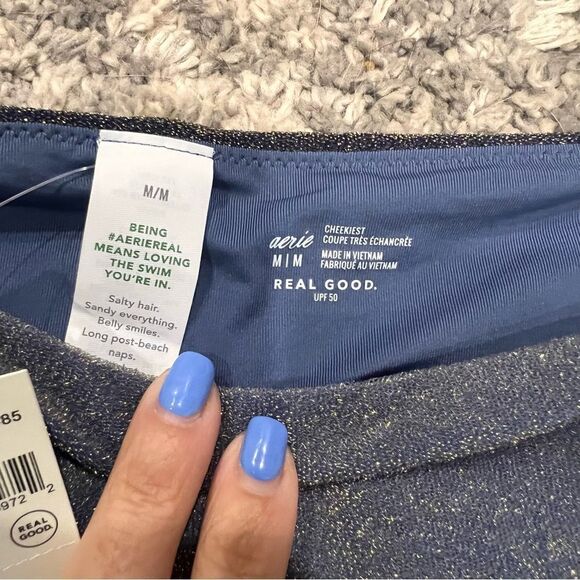 M/M
BEING
#AERIEREAL
MEANS LOVING
THE SWIM
YOU'RE IN.
Salty hair.
Sandy everything.
Belly smiles.
Long post-beach
naps.
aerie
CHEEKIEST
COUPE TRÈS ÉCHANCRÉE
M|M
MADE IN VIETNAM
FABRIQUÉ AU VIETNAM
REAL GOOD.
UPF 50
85
972 2
REAL
GOOD.